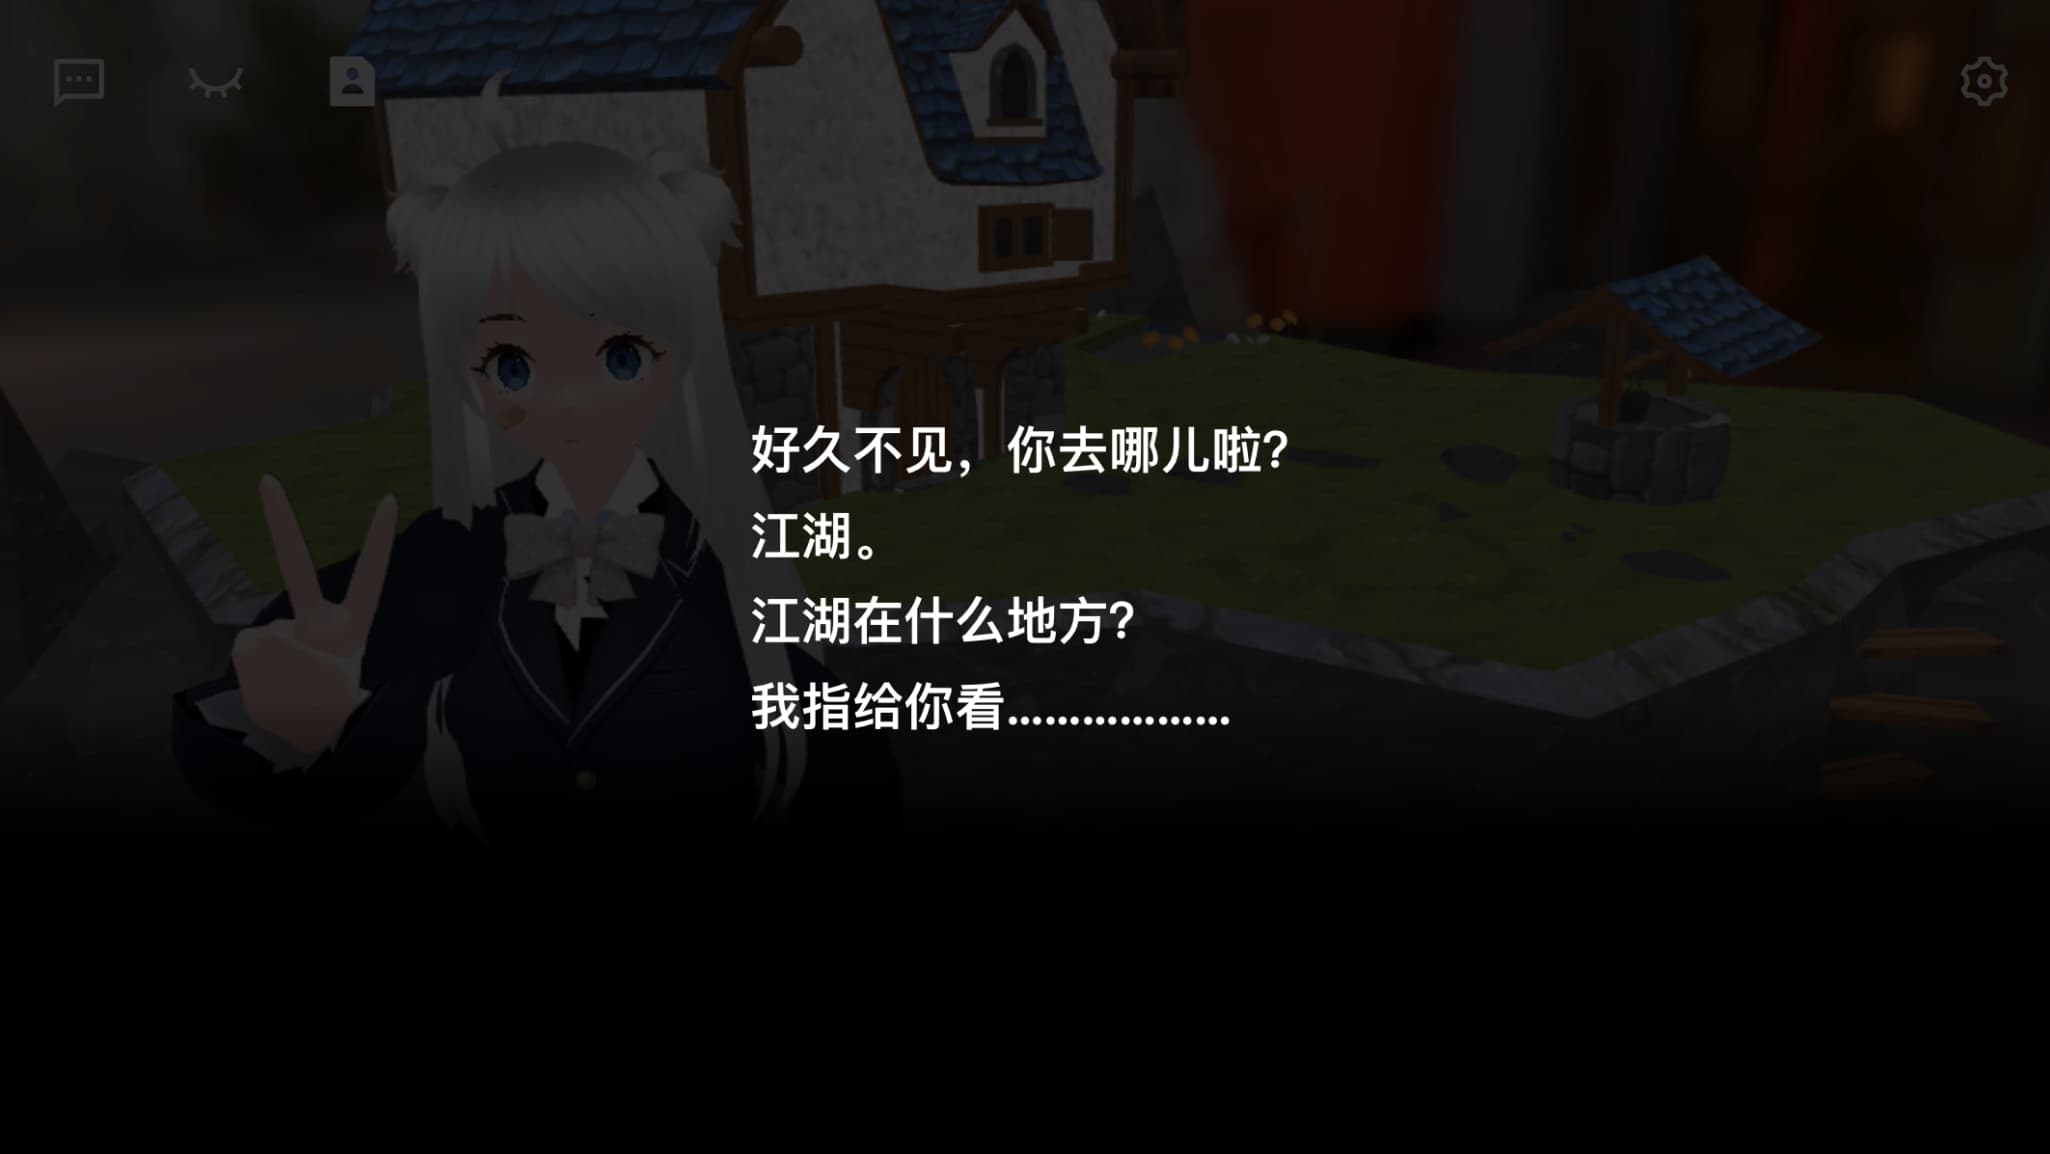 好久不见，你去哪儿啦？
江湖。
江湖在什么地方？
我指给你看………………